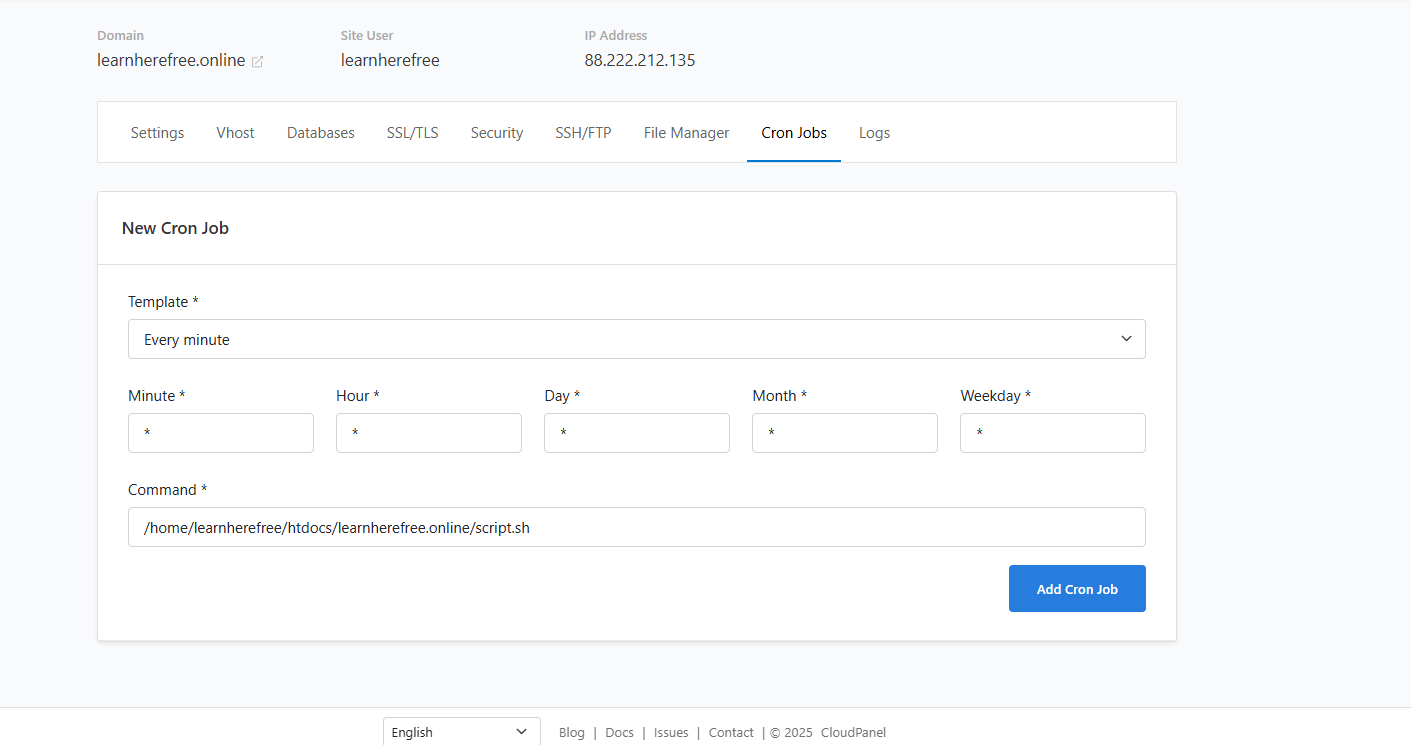 Domain Site User IP Address
learnherefree.online learnherefree 88.222.212.135
Settings Vhost Databases SSL/TLS Security SSH/FTP File Manager Cron Jobs Logs
New Cron Job
Template *
Every minute
Minute * Hour * Day * Month * Weekday *
* * * * *
Command *
/home/learnherefree/htdocs/learnherefree.online/script.sh
Add Cron Job
English Blog | Docs | Issues | Contact | © 2025 CloudPanel